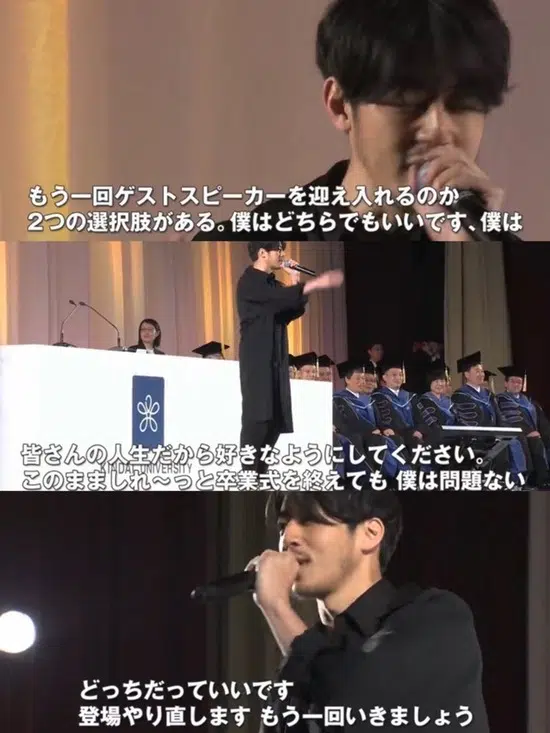 もう一回ゲストスピーカーを迎え入れるのか
2つの選択肢がある。僕はどちらでもいいです、僕は
KINDAI UNIVERSITY
皆さんの人生だから好きなようにしてください。
このまましれ〜っと卒業式を終えても 僕は問題ない
どっちだっていいです
登場やり直します もう一回いきましょう